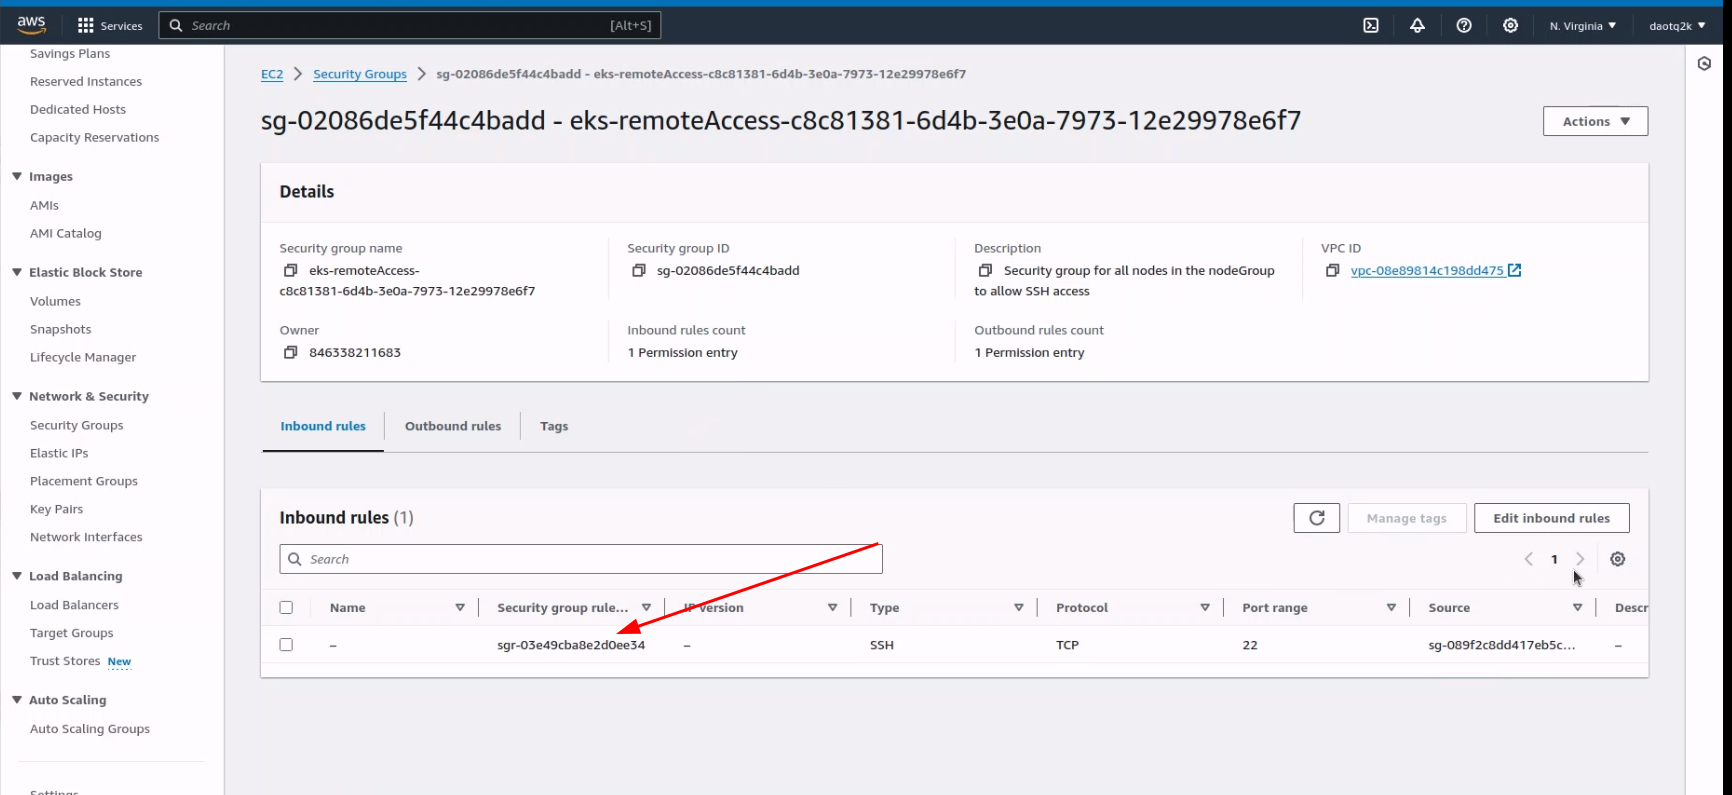 aws
Services
Search [Alt+S]
N. Virginia
daotq2k
Savings Plans
Reserved Instances
Dedicated Hosts
Capacity Reservations
Images
AMIs
AMI Catalog
Elastic Block Store
Volumes
Snapshots
Lifecycle Manager
Network & Security
Security Groups
Elastic IPs
Placement Groups
Key Pairs
Network Interfaces
Load Balancing
Load Balancers
Target Groups
Trust Stores New
Auto Scaling
Auto Scaling Groups
Settings
EC2 > Security Groups > sg-02086de5f44c4badd - eks-remoteAccess-c8c81381-6d4b-3e0a-7973-12e29978e6f7
sg-02086de5f44c4badd - eks-remoteAccess-c8c81381-6d4b-3e0a-7973-12e29978e6f7
Actions
Details
Security group name
eks-remoteAccess-
c8c81381-6d4b-3e0a-7973-12e29978e6f7
Security group ID
sg-02086de5f44c4badd
Description
Security group for all nodes in the nodeGroup
to allow SSH access
VPC ID
vpc-08e89814c198dd475
Owner
846338211683
Inbound rules count
1 Permission entry
Outbound rules count
1 Permission entry
Inbound rules
Outbound rules
Tags
Inbound rules (1)
Manage tags
Edit inbound rules
Search
1
Name Security group rule... IP version Type Protocol Port range Source Descr
– sgr-03e49cba8e2d0ee34 – SSH TCP 22 sg-089f2c8dd417eb5c... –